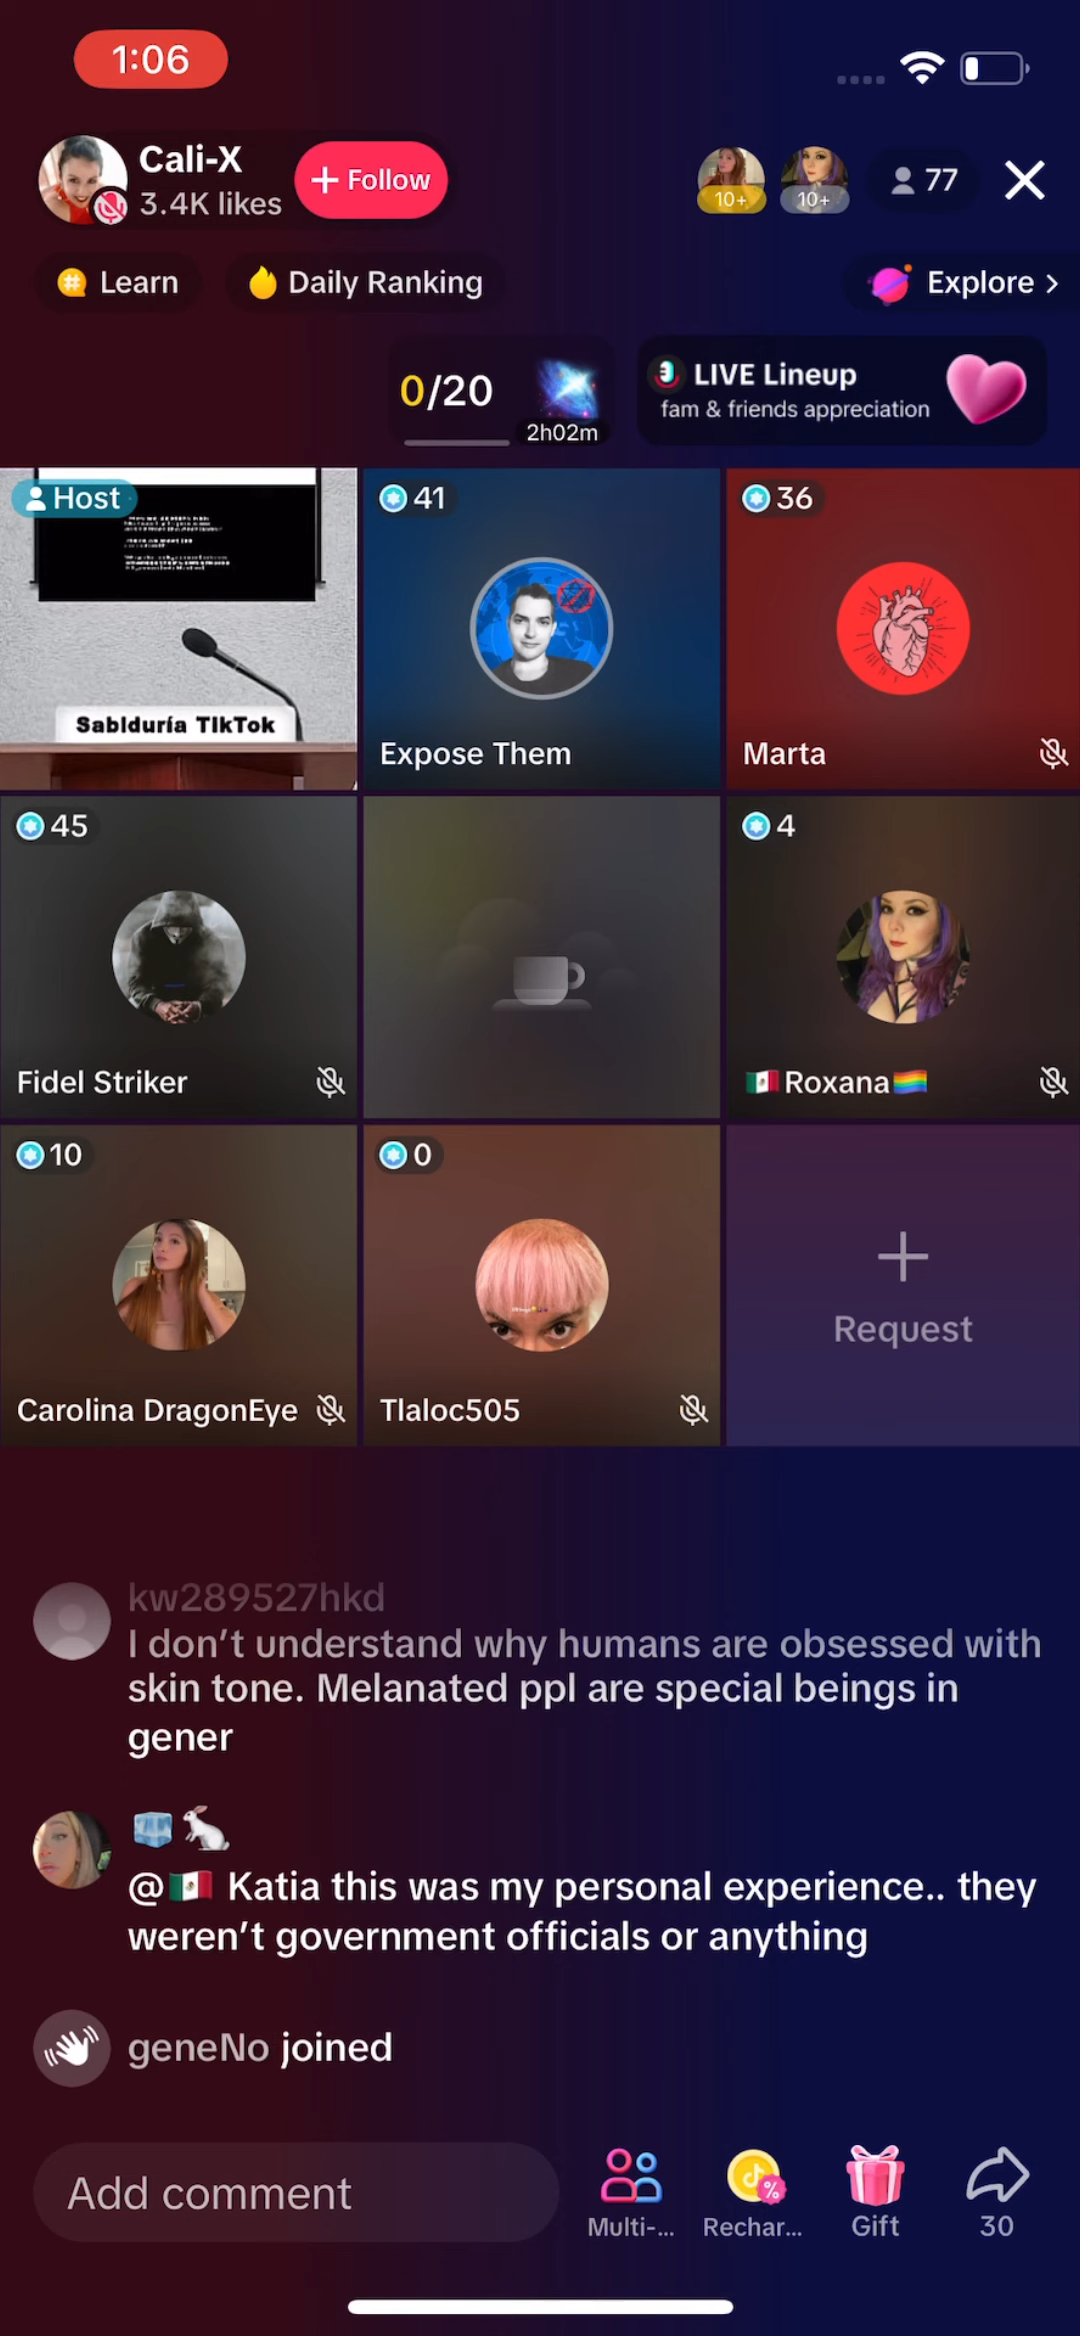 1:06
Cali-X
3.4K likes
+ Follow
10+
10+
77
Learn
Daily Ranking
Explore >
0/20
2h02m
LIVE Lineup
fam & friends appreciation
Host
Sabiduría TikTok
41
Expose Them
36
Marta
45
Fidel Striker
4
🇲🇽Roxana🏳️‍🌈
10
Carolina DragonEye
0
Tlaloc505
Request
kw289527hkd
I don’t understand why humans are obsessed with
skin tone. Melanated ppl are special beings in
gener
🧊🐇
@🇲🇽 Katia this was my personal experience.. they
weren’t government officials or anything
geneNo joined
Add comment
Multi-...
Rechar...
Gift
30